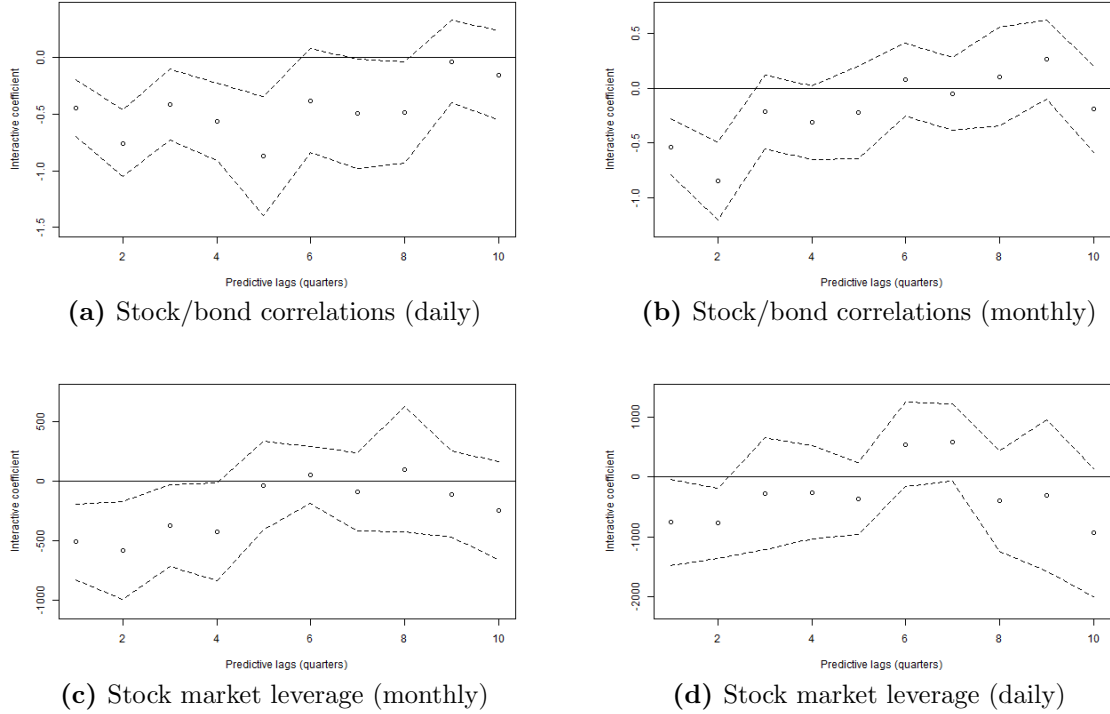 Interactive coefficient
0.0
-0.5
-1.0
-1.5
2 4 6 8 10
Predictive lags (quarters)
(a) Stock/bond correlations (daily)
Interactive coefficient
0.5
0.0
-0.5
-1.0
2 4 6 8 10
Predictive lags (quarters)
(b) Stock/bond correlations (monthly)
Interactive coefficient
500
0
-500
-1000
2 4 6 8 10
Predictive lags (quarters)
(c) Stock market leverage (monthly)
Interactive coefficient
1000
0
-1000
-2000
2 4 6 8 10
Predictive lags (quarters)
(d) Stock market leverage (daily)